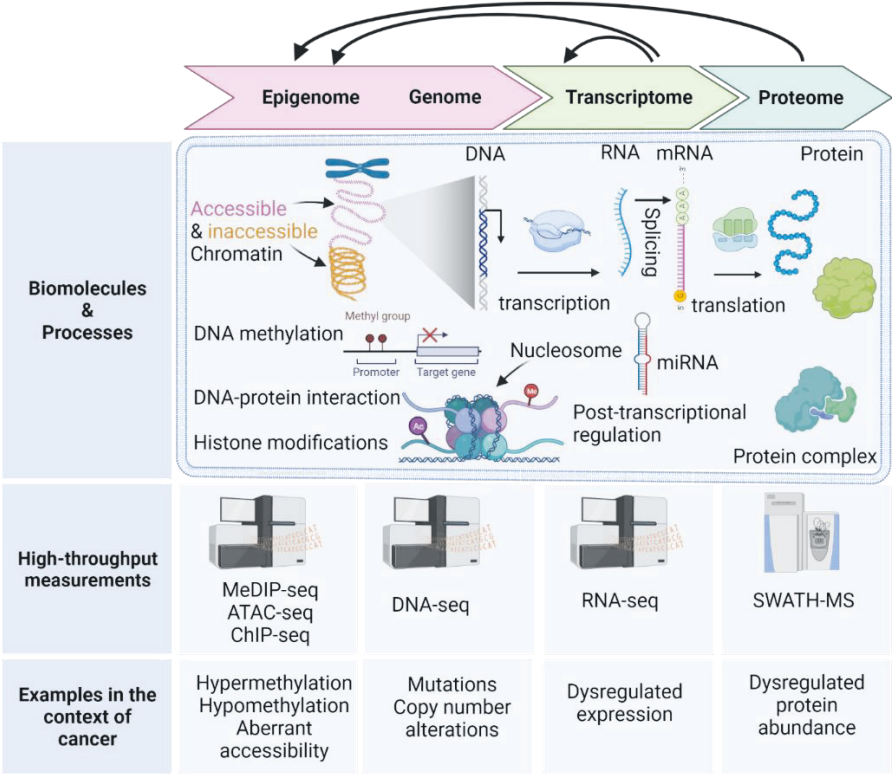 Epigenome Genome Transcriptome Proteome
Biomolecules
&
Processes
DNA RNA mRNA Protein
Accessible
& inaccessible
Chromatin
Splicing
A
A
A
transcription
translation
DNA methylation
Methyl group
Promoter Target gene
Nucleosome
miRNA
DNA-protein interaction
Me
Ac
Histone modifications
Post-transcriptional
regulation
Protein complex
High-throughput
measurements
MeDIP-seq
ATAC-seq
ChIP-seq
DNA-seq
RNA-seq
SWATH-MS
Examples in the
context of
cancer
Hypermethylation
Hypomethylation
Aberrant
accessibility
Mutations
Copy number
alterations
Dysregulated
expression
Dysregulated
protein
abundance